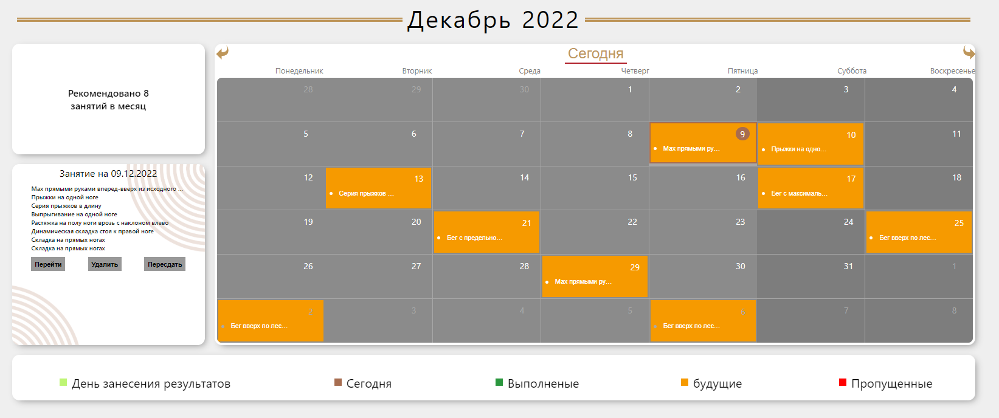 Декабрь 2022
Рекомендовано 8
занятий в месяц
Занятие на 09.12.2022
Мах прямыми руками вперед-вверх из исходного ...
Прыжки на одной ноге
Серия прыжков в длину
Выпрыгивание на одной ноге
Растяжка на полу ноги врозь с наклоном влево
Динамическая складка стоя к правой ноге
Складка на прямых ногах
Складка на прямых ногах
Перейти Удалить Пересдать
Сегодня
Понедельник Вторник Среда Четверг Пятница Суббота Воскресенье
28 29 30 1 2 3 4
5 6 7 8 9 10 11
Мах прямыми ру... Прыжки на одно...
12 13 14 15 16 17 18
Серия прыжков ... Бег с максималь...
19 20 21 22 23 24 25
Бег с предельно... Бег вверх по лес...
26 27 28 29 30 31 1
Мах прямыми ру...
2 3 4 5 6 7 8
Бег вверх по лес... Бег вверх по лес...
День занесения результатов Сегодня Выполненые будущие Пропущенные